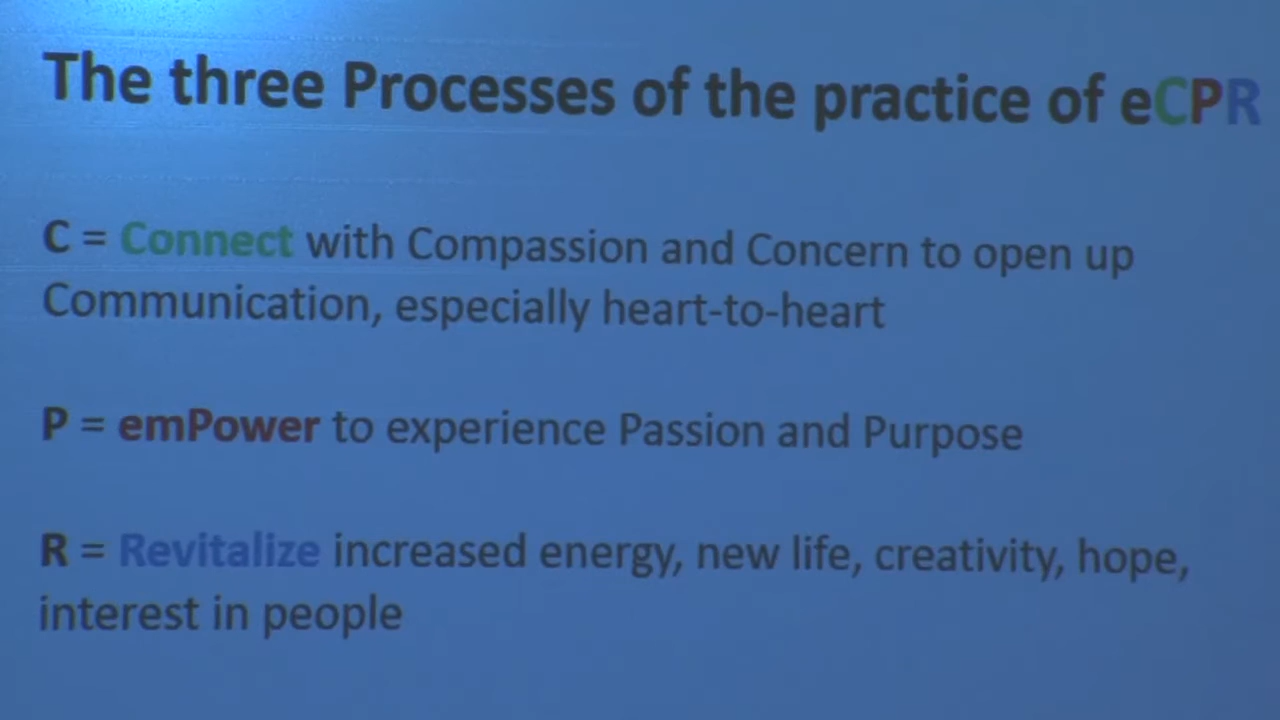 The three Processes of the practice of eCPR
C = Connect with Compassion and Concern to open up
Communication, especially heart-to-heart
P = emPower to experience Passion and Purpose
R = Revitalize increased energy, new life, creativity, hope,
interest in people